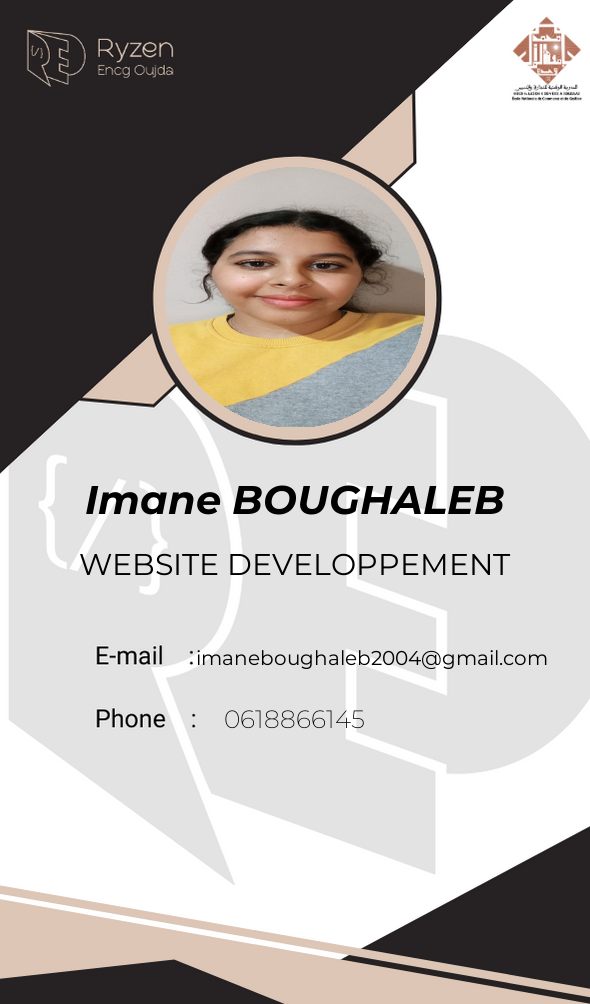 Ryzen
Encg Oujda
Imane BOUGHALEB
WEBSITE DEVELOPPEMENT
E-mail :imaneboughaleb2004@gmail.com
Phone : 0618866145